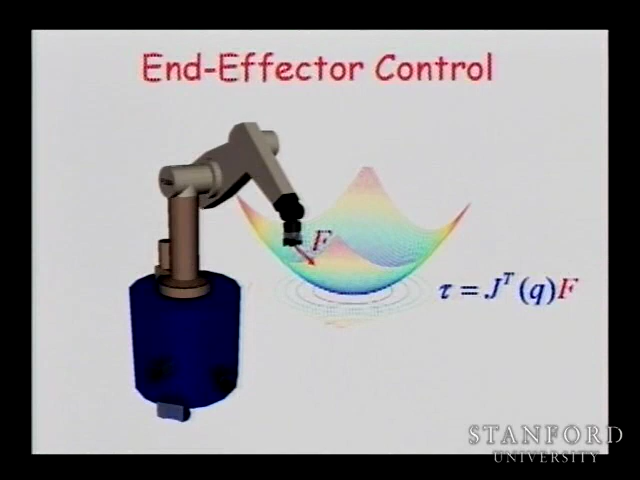 End-Effector Control
F
τ = J^T (q)F
STANFORD
UNIVERSITY